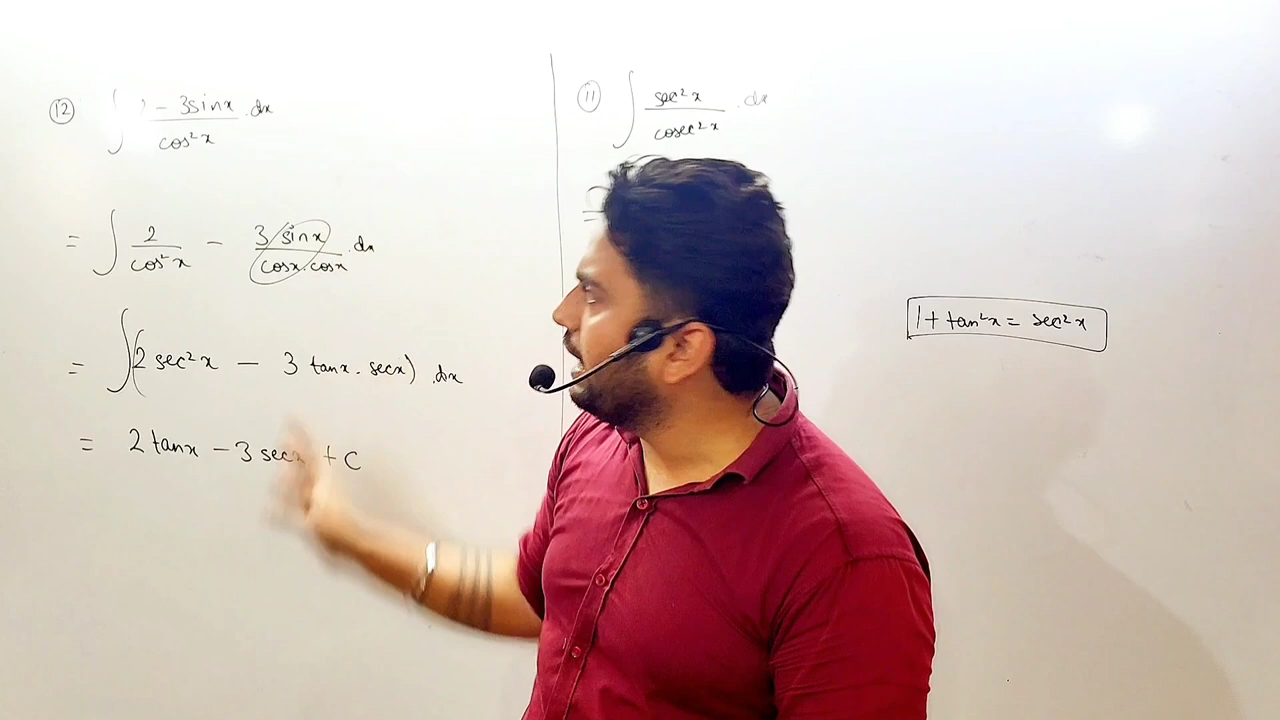 ⑫ ∫ 2 - 3sinx / cos²x .dx
= ∫ 2 / cos²x - 3 sinx / cosx.cosx .dx
= ∫(2 sec²x - 3 tanx . secx) .dx
= 2 tanx - 3 secx + c
⑪ ∫ sec²x / cosec²x .dx
=
1 + tan²x = sec²x